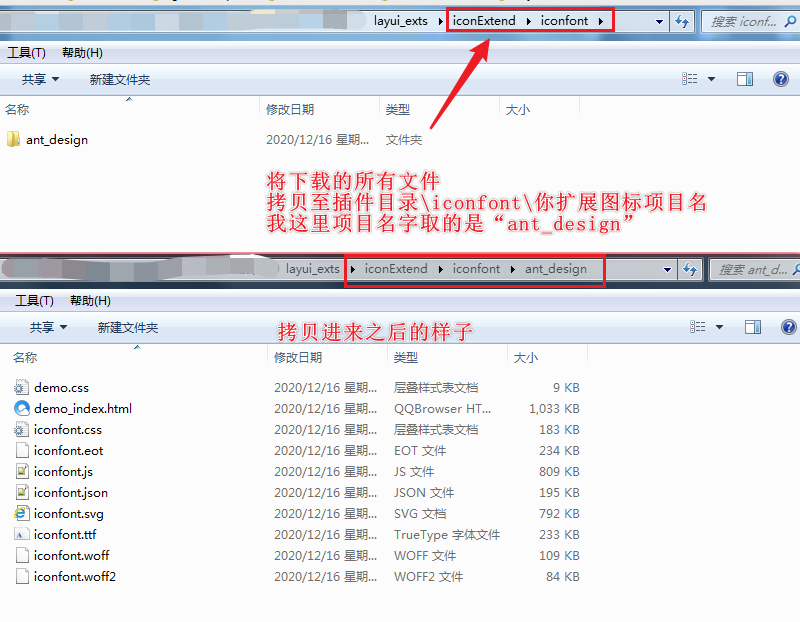 layui_exts ▸ iconExtend ▸ iconfont ▸ 搜索 iconf...
工具(T) 帮助(H)
共享 新建文件夹
名称 修改日期 类型 大小
ant_design 2020/12/16 星期... 文件夹
将下载的所有文件
拷贝至插件目录\iconfont\你扩展图标项目名
我这里项目名字取的是“ant_design”
layui_exts ▸ iconExtend ▸ iconfont ▸ ant_design 搜索 ant_d...
工具(T) 帮助(H)
共享 新建文件夹 拷贝进来之后的样子
名称 修改日期 类型 大小
demo.css 2020/12/16 星期... 层叠样式表文档 9 KB
demo_index.html 2020/12/16 星期... QQBrowser HT... 1,033 KB
iconfont.css 2020/12/16 星期... 层叠样式表文档 183 KB
iconfont.eot 2020/12/16 星期... EOT 文件 234 KB
iconfont.js 2020/12/16 星期... JS 文件 809 KB
iconfont.json 2020/12/16 星期... JSON 文件 195 KB
iconfont.svg 2020/12/16 星期... SVG 文档 792 KB
iconfont.ttf 2020/12/16 星期... TrueType 字体文件 233 KB
iconfont.woff 2020/12/16 星期... WOFF 文件 109 KB
iconfont.woff2 2020/12/16 星期... WOFF2 文件 84 KB